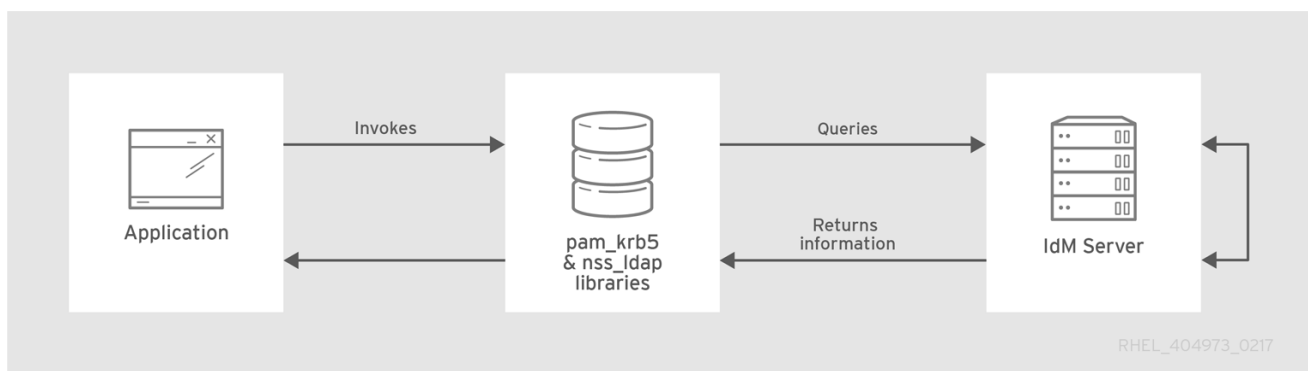 Invokes
Queries
Application
pam_krb5
& nss_ldap
libraries
Returns
information
IdM Server
RHEL_404973_0217